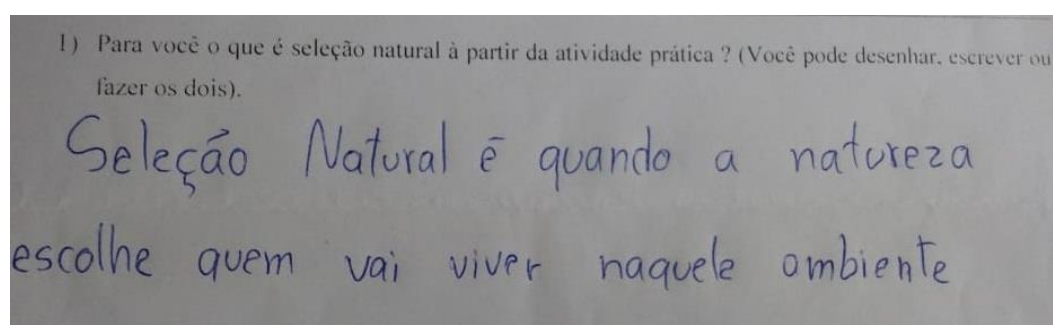 1) Para você o que é seleção natural à partir da atividade prática ? (Você pode desenhar, escrever ou
fazer os dois).
Seleção Natural é quando a natureza
escolhe quem vai viver naquele ambiente